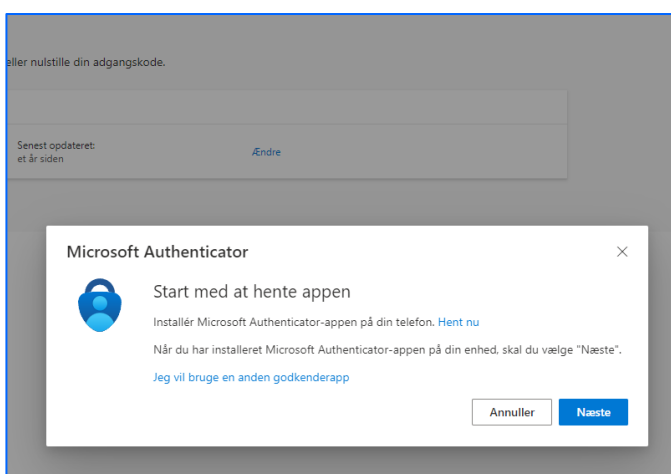 eller nulstille din adgangskode.
Senest opdateret:
et år siden
Ændre
Microsoft Authenticator
Start med at hente appen
Installér Microsoft Authenticator-appen på din telefon. Hent nu
Når du har installeret Microsoft Authenticator-appen på din enhed, skal du vælge "Næste".
Jeg vil bruge en anden godkenderapp
Annuller
Næste